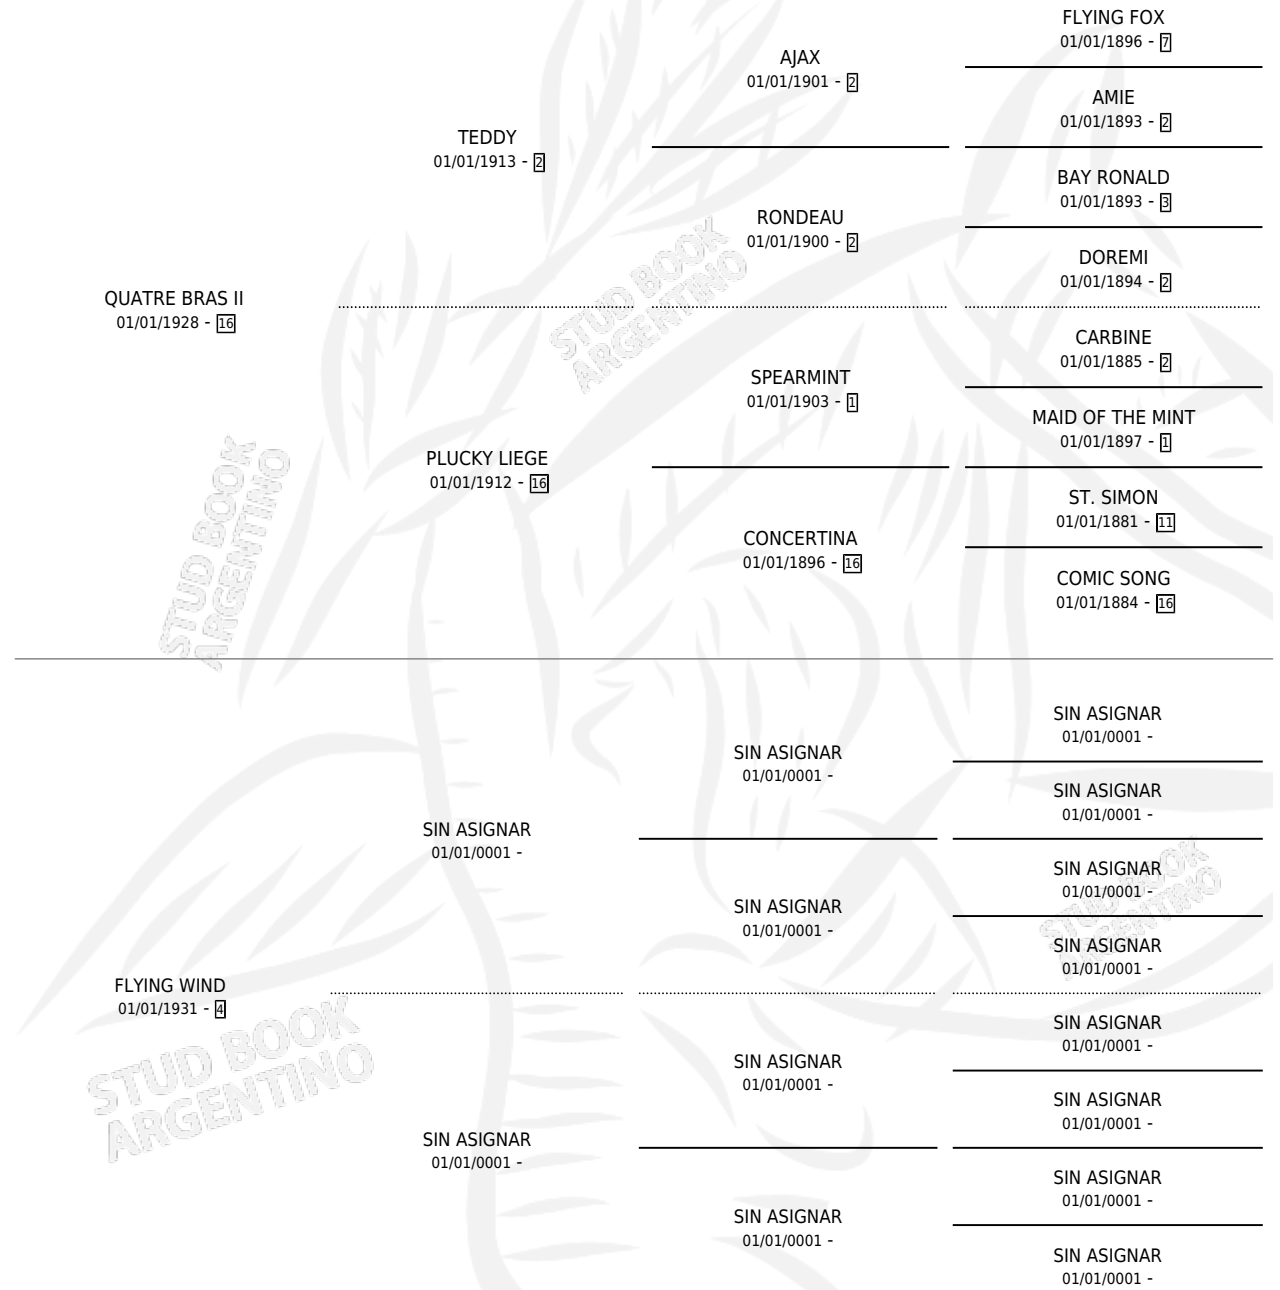 FLYING FOX
01/01/1896 - 7
AJAX
01/01/1901 - 2
AMIE
01/01/1893 - 2
TEDDY
01/01/1913 - 2
BAY RONALD
01/01/1893 - 3
RONDEAU
01/01/1900 - 2
DOREMI
01/01/1894 - 2
QUATRE BRAS II
01/01/1928 - 16
CARBINE
01/01/1885 - 2
SPEARMINT
01/01/1903 - 1
MAID OF THE MINT
01/01/1897 - 1
PLUCKY LIEGE
01/01/1912 - 16
ST. SIMON
01/01/1881 - 11
CONCERTINA
01/01/1896 - 16
COMIC SONG
01/01/1884 - 16
STUD BOOK
ARGENTINO
STUD BOOK
ARGENTINO
SIN ASIGNAR
01/01/0001 -
SIN ASIGNAR
01/01/0001 -
SIN ASIGNAR
01/01/0001 -
SIN ASIGNAR
01/01/0001 -
SIN ASIGNAR
01/01/0001 -
SIN ASIGNAR
01/01/0001 -
SIN ASIGNAR
01/01/0001 -
FLYING WIND
01/01/1931 - 4
SIN ASIGNAR
01/01/0001 -
SIN ASIGNAR
01/01/0001 -
SIN ASIGNAR
01/01/0001 -
SIN ASIGNAR
01/01/0001 -
SIN ASIGNAR
01/01/0001 -
SIN ASIGNAR
01/01/0001 -
SIN ASIGNAR
01/01/0001 -
STUD BOOK
ARGENTINO
STUD BOOK
ARGENTINO